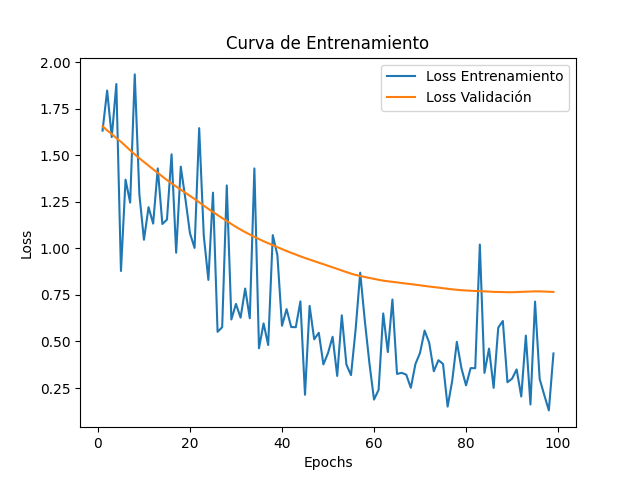 Curva de Entrenamiento
Loss Entrenamiento
Loss Validación
2.00
1.75
1.50
1.25
1.00
0.75
0.50
0.25
Loss
0 20 40 60 80 100
Epochs